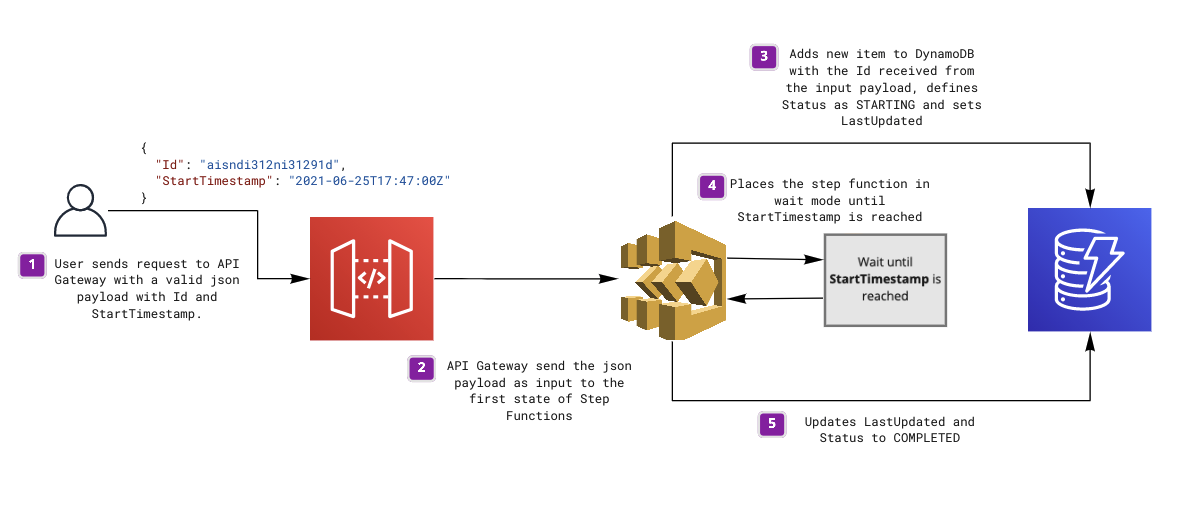 {
"Id": "aisndi312ni31291d",
"StartTimestamp": "2021-06-25T17:47:00Z"
}
1
User sends request to API
Gateway with a valid json
payload with Id and
StartTimestamp.
</>
2
API Gateway send the json
payload as input to the
first state of Step
Functions
3
Adds new item to DynamoDB
with the Id received from
the input payload, defines
Status as STARTING and sets
LastUpdated
4
Places the step function in
wait mode until
StartTimestamp is reached
Wait until
StartTimestamp is
reached
5
Updates LastUpdated and
Status to COMPLETED